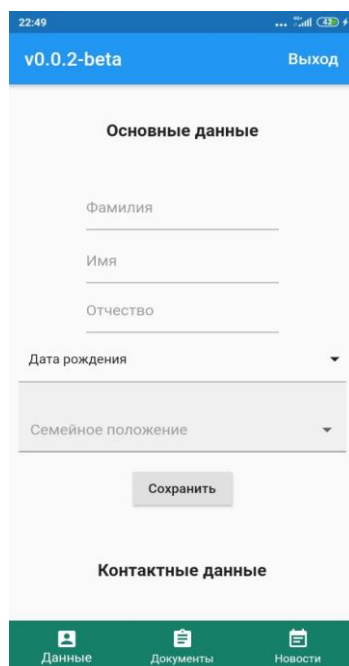 22:49 ... 42
v0.0.2-beta Выход
Основные данные
Фамилия
Имя
Отчество
Дата рождения
Семейное положение
Сохранить
Контактные данные
Данные Документы Новости